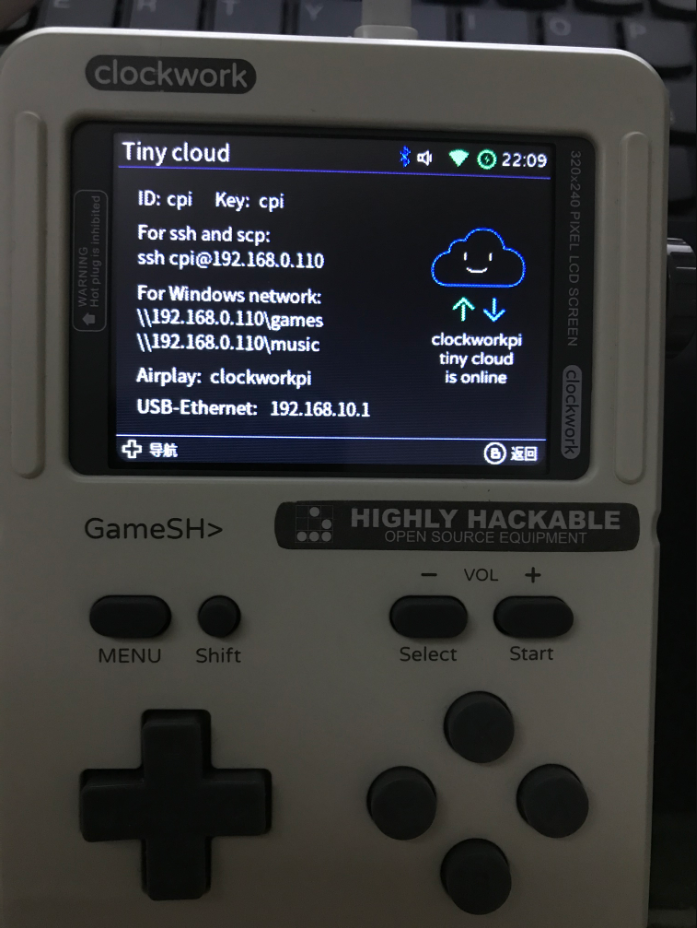 E H T Y I O P
clockwork
Tiny cloud 22:09
ID: cpi Key: cpi
For ssh and scp:
ssh cpi@192.168.0.110
For Windows network:
\\192.168.0.110\games
\\192.168.0.110\music
Airplay: clockworkpi
USB-Ethernet: 192.168.10.1
clockworkpi
tiny cloud
is online
导航
B 返回
WARNING
Hot plug is inhibited
320x240 PIXEL LCD SCREEN
clockwork
GameSH>
HIGHLY HACKABLE
OPEN SOURCE EQUIPMENT
− VOL +
MENU
Shift
Select
Start